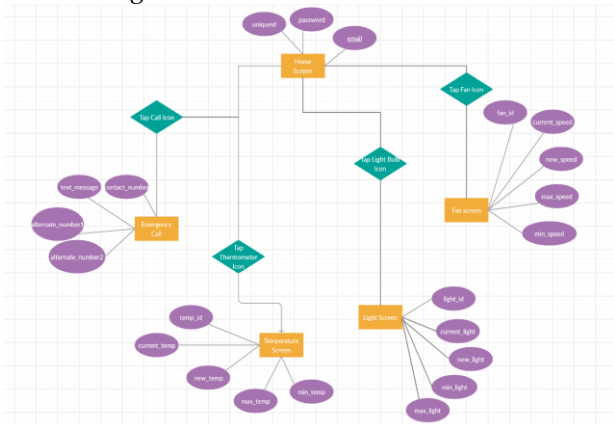 uniqueid
password
email
Home
Screen
Tap Call Icon
Tap Fan Icon
fan_id
current_speed
new_speed
max_speed
min_speed
Fan screen
Tap Light Bulb
Icon
text_message
contact_number
alternate_number1
alternate_number2
Emergency
Call
Tap
Thermometer
Icon
temp_id
current_temp
new_temp
max_temp
min_temp
Temperature
Screen
Light Screen
light_id
current_light
new_light
min_light
max_light